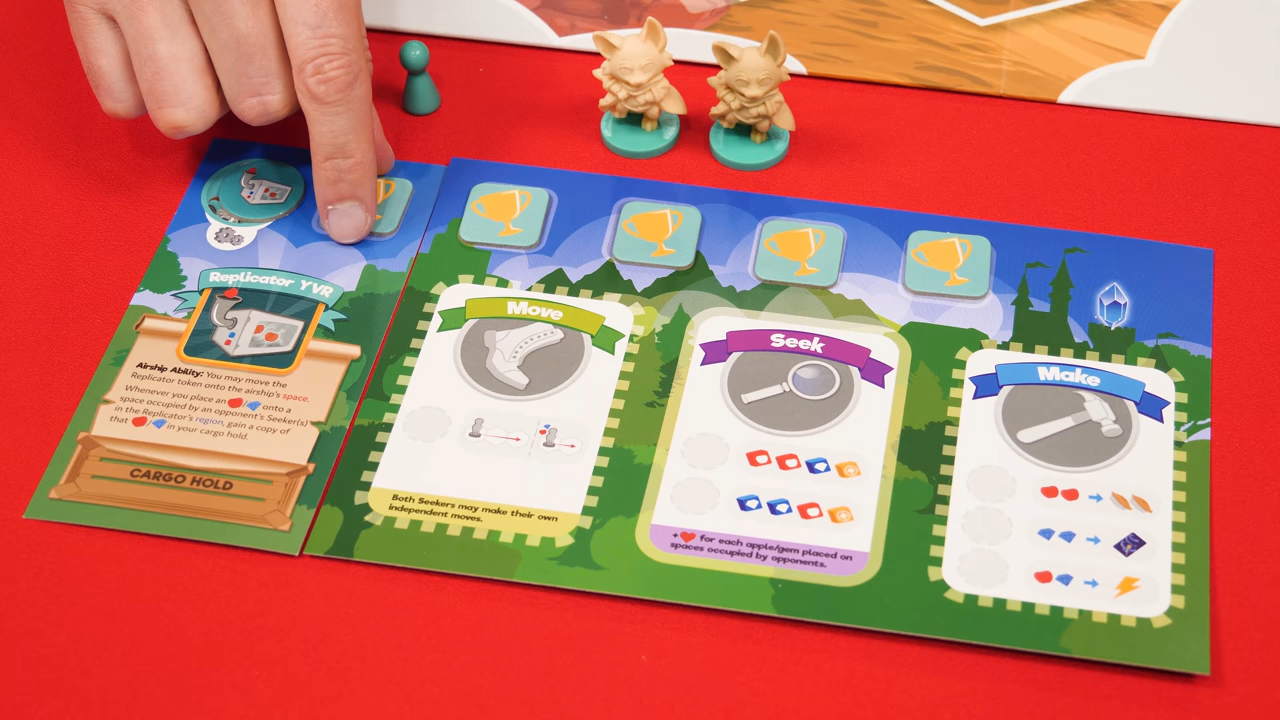 Replicator YVR
Airship Ability: You may move the
Replicator token onto the airship's space.
Whenever you place an / onto a
space occupied by an opponent's Seeker(s)
in the Replicator's region, gain a copy of
that / in your cargo hold.
CARGO HOLD
Move
Both Seekers may make their own
independent moves.
Seek
+ for each apple/gem placed on
spaces occupied by opponents.
Make